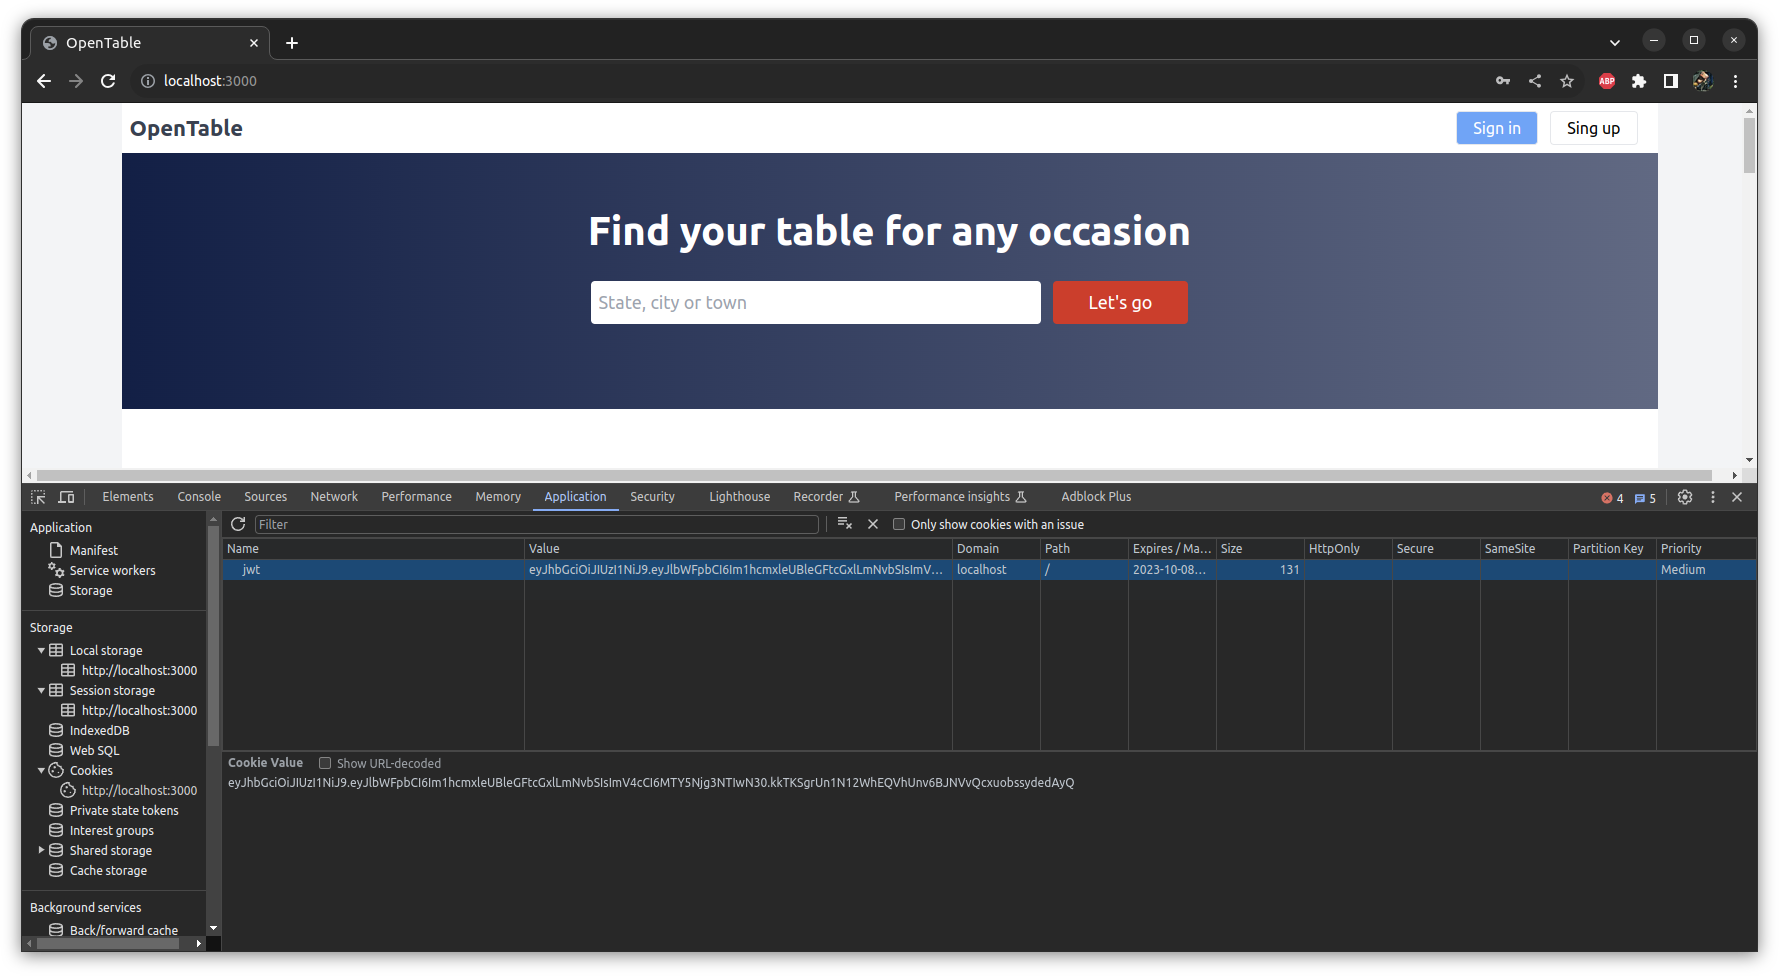 OpenTable
localhost:3000
ABP
OpenTable
Sign in
Sing up
Find your table for any occasion
State, city or town
Let's go
Elements Console Sources Network Performance Memory Application Security Lighthouse Recorder Performance insights Adblock Plus 4 5
Application
Manifest
Service workers
Storage
Storage
Local storage
http://localhost:3000
Session storage
http://localhost:3000
IndexedDB
Web SQL
Cookies
http://localhost:3000
Private state tokens
Interest groups
Shared storage
Cache storage
Background services
Back/forward cache
Filter
Only show cookies with an issue
Name Value Domain Path Expires / Ma... Size HttpOnly Secure SameSite Partition Key Priority
jwt eyJhbGciOiJIUzI1NiJ9.eyJlbWFpbCI6Im1hcmxleUBleGFtcGxlLmNvbSIsImV... localhost / 2023-10-08... 131 Medium
Cookie Value Show URL-decoded
eyJhbGciOiJIUzI1NiJ9.eyJlbWFpbCI6Im1hcmxleUBleGFtcGxlLmNvbSIsImV4cCI6MTY5Njg3NTIwN30.kkTKSgrUn1N12WhEQVhUnv6BJNVvQcxuobssydedAyQ